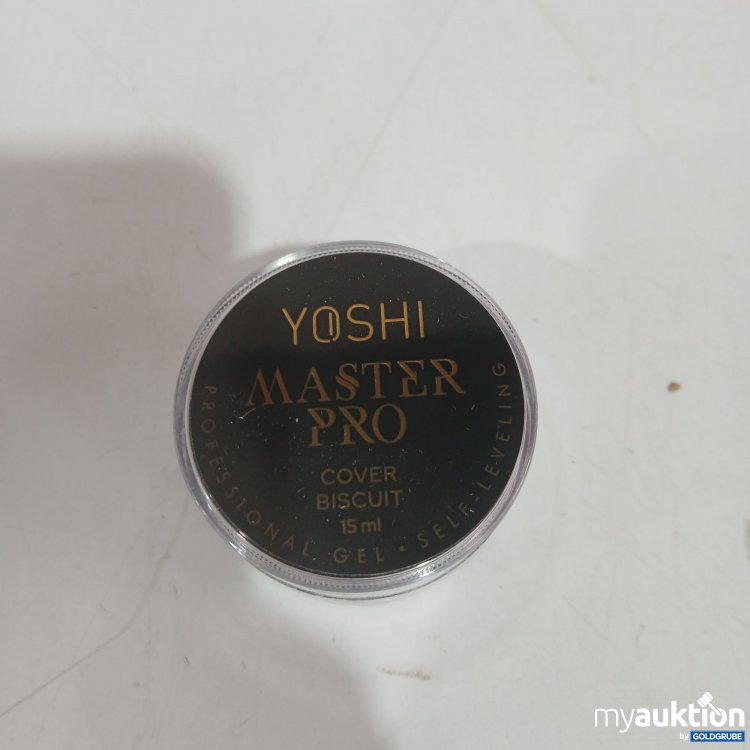 YOSHI
MASTER
PRO
COVER
BISCUIT
15 ml
PROFESSIONAL GEL • SELF-LEVELING
myauktion
by GOLDGRUBE